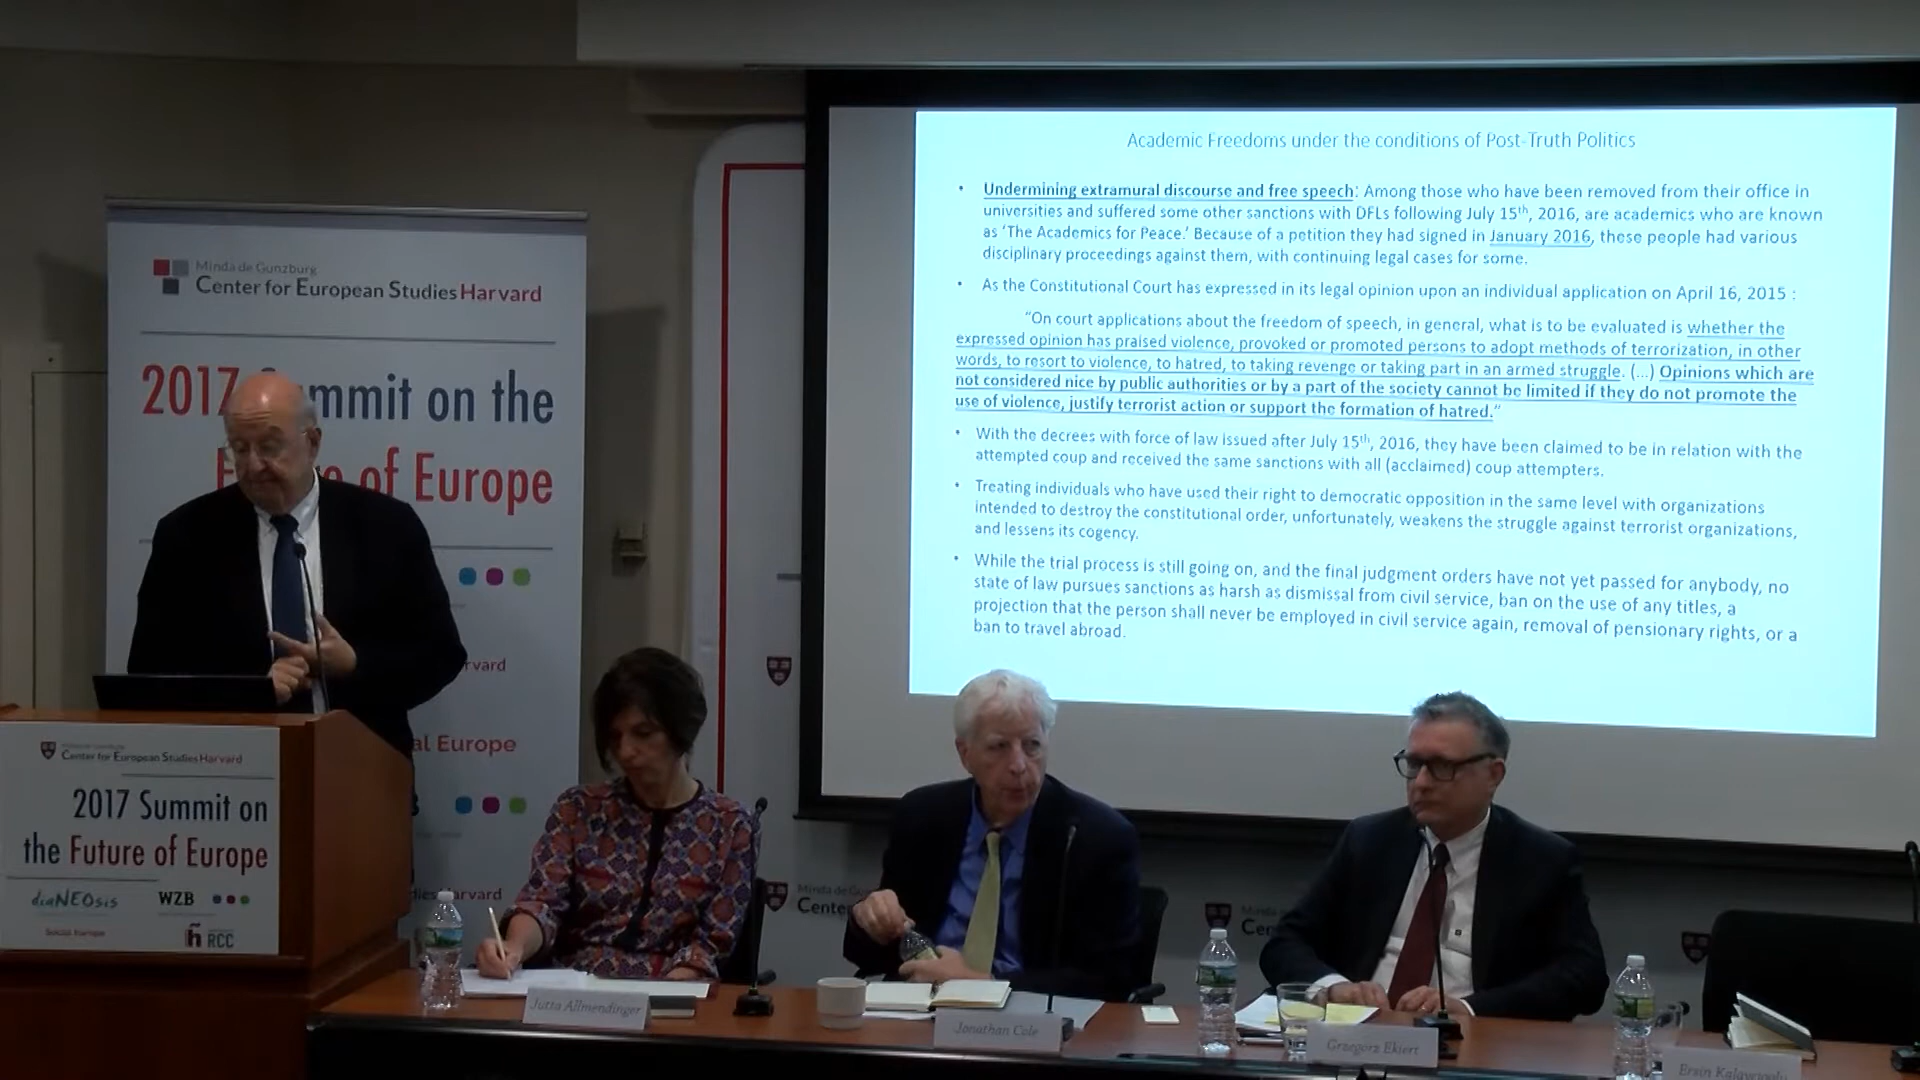 Academic Freedoms under the conditions of Post-Truth Politics
• Undermining extramural discourse and free speech: Among those who have been removed from their office in
universities and suffered some other sanctions with DFLs following July 15th, 2016, are academics who are known
as ‘The Academics for Peace.’ Because of a petition they had signed in January 2016, these people had various
disciplinary proceedings against them, with continuing legal cases for some.
• As the Constitutional Court has expressed in its legal opinion upon an individual application on April 16, 2015 :
“On court applications about the freedom of speech, in general, what is to be evaluated is whether the
expressed opinion has praised violence, provoked or promoted persons to adopt methods of terrorization, in other
words, to resort to violence, to hatred, to taking revenge or taking part in an armed struggle. (...) Opinions which are
not considered nice by public authorities or by a part of the society cannot be limited if they do not promote the
use of violence, justify terrorist action or support the formation of hatred.”
• With the decrees with force of law issued after July 15th, 2016, they have been claimed to be in relation with the
attempted coup and received the same sanctions with all (acclaimed) coup attempters.
• Treating individuals who have used their right to democratic opposition in the same level with organizations
intended to destroy the constitutional order, unfortunately, weakens the struggle against terrorist organizations,
and lessens its cogency.
• While the trial process is still going on, and the final judgment orders have not yet passed for anybody, no
state of law pursues sanctions as harsh as dismissal from civil service, ban on the use of any titles, a
projection that the person shall never be employed in civil service again, removal of pensionary rights, or a
ban to travel abroad.
Minda de Gunzburg
Center for European Studies Harvard
2017 mmit on the
of Europe
rvard
al Europe
Harvard
Center for European Studies Harvard
2017 Summit on
the Future of Europe
diaNEOsis WZB
Social Europe RCC
Minda de
Cente
Jutta Allmendinger
Jonathan Cole
Grzegorz Ekiert
Ersin Kalaycioglu